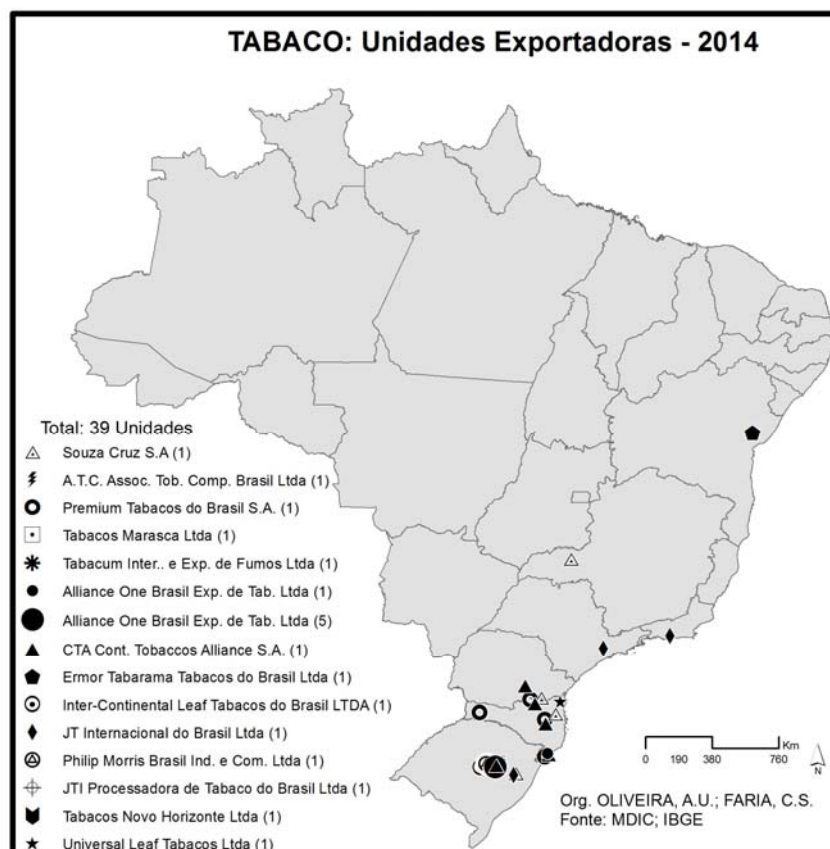 TABACO: Unidades Exportadoras - 2014
Total: 39 Unidades
Souza Cruz S.A (1)
A.T.C. Assoc. Tob. Comp. Brasil Ltda (1)
Premium Tabacos do Brasil S.A. (1)
Tabacos Marasca Ltda (1)
Tabacum Inter.. e Exp. de Fumos Ltda (1)
Alliance One Brasil Exp. de Tab. Ltda (1)
Alliance One Brasil Exp. de Tab. Ltda (5)
CTA Cont. Tobaccos Alliance S.A. (1)
Ermor Tabarama Tabacos do Brasil Ltda (1)
Inter-Continental Leaf Tabacos do Brasil LTDA (1)
JT Internacional do Brasil Ltda (1)
Philip Morris Brasil Ind. e Com. Ltda (1)
JTI Processadora de Tabaco do Brasil Ltda (1)
Tabacos Novo Horizonte Ltda (1)
Universal Leaf Tabacos Ltda (1)
0 190 380 760 Km
N
Org. OLIVEIRA, A.U.; FARIA, C.S.
Fonte: MDIC; IBGE